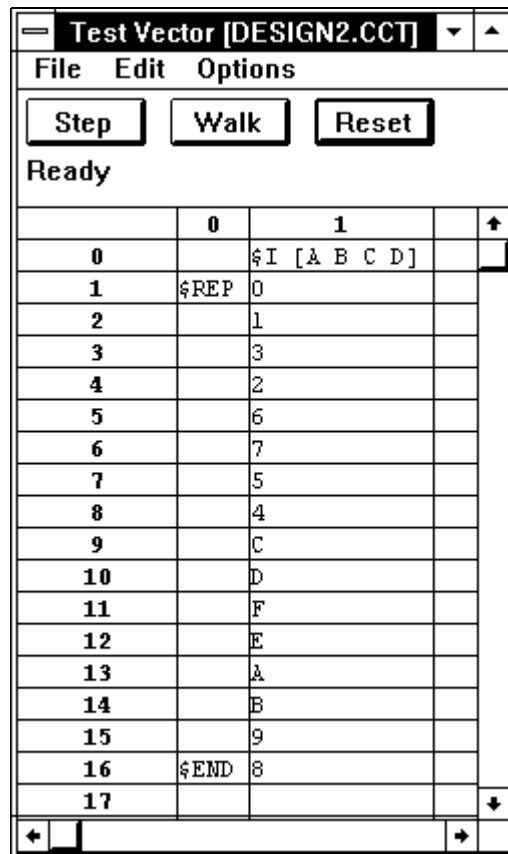 Test Vector [DESIGN2.CCT]
File Edit Options
Step Walk Reset
Ready
0 1
0 $I [A B C D]
1 $REP 0
2 1
3 3
4 2
5 6
6 7
7 5
8 4
9 C
10 D
11 F
12 E
13 A
14 B
15 9
16 $END 8
17